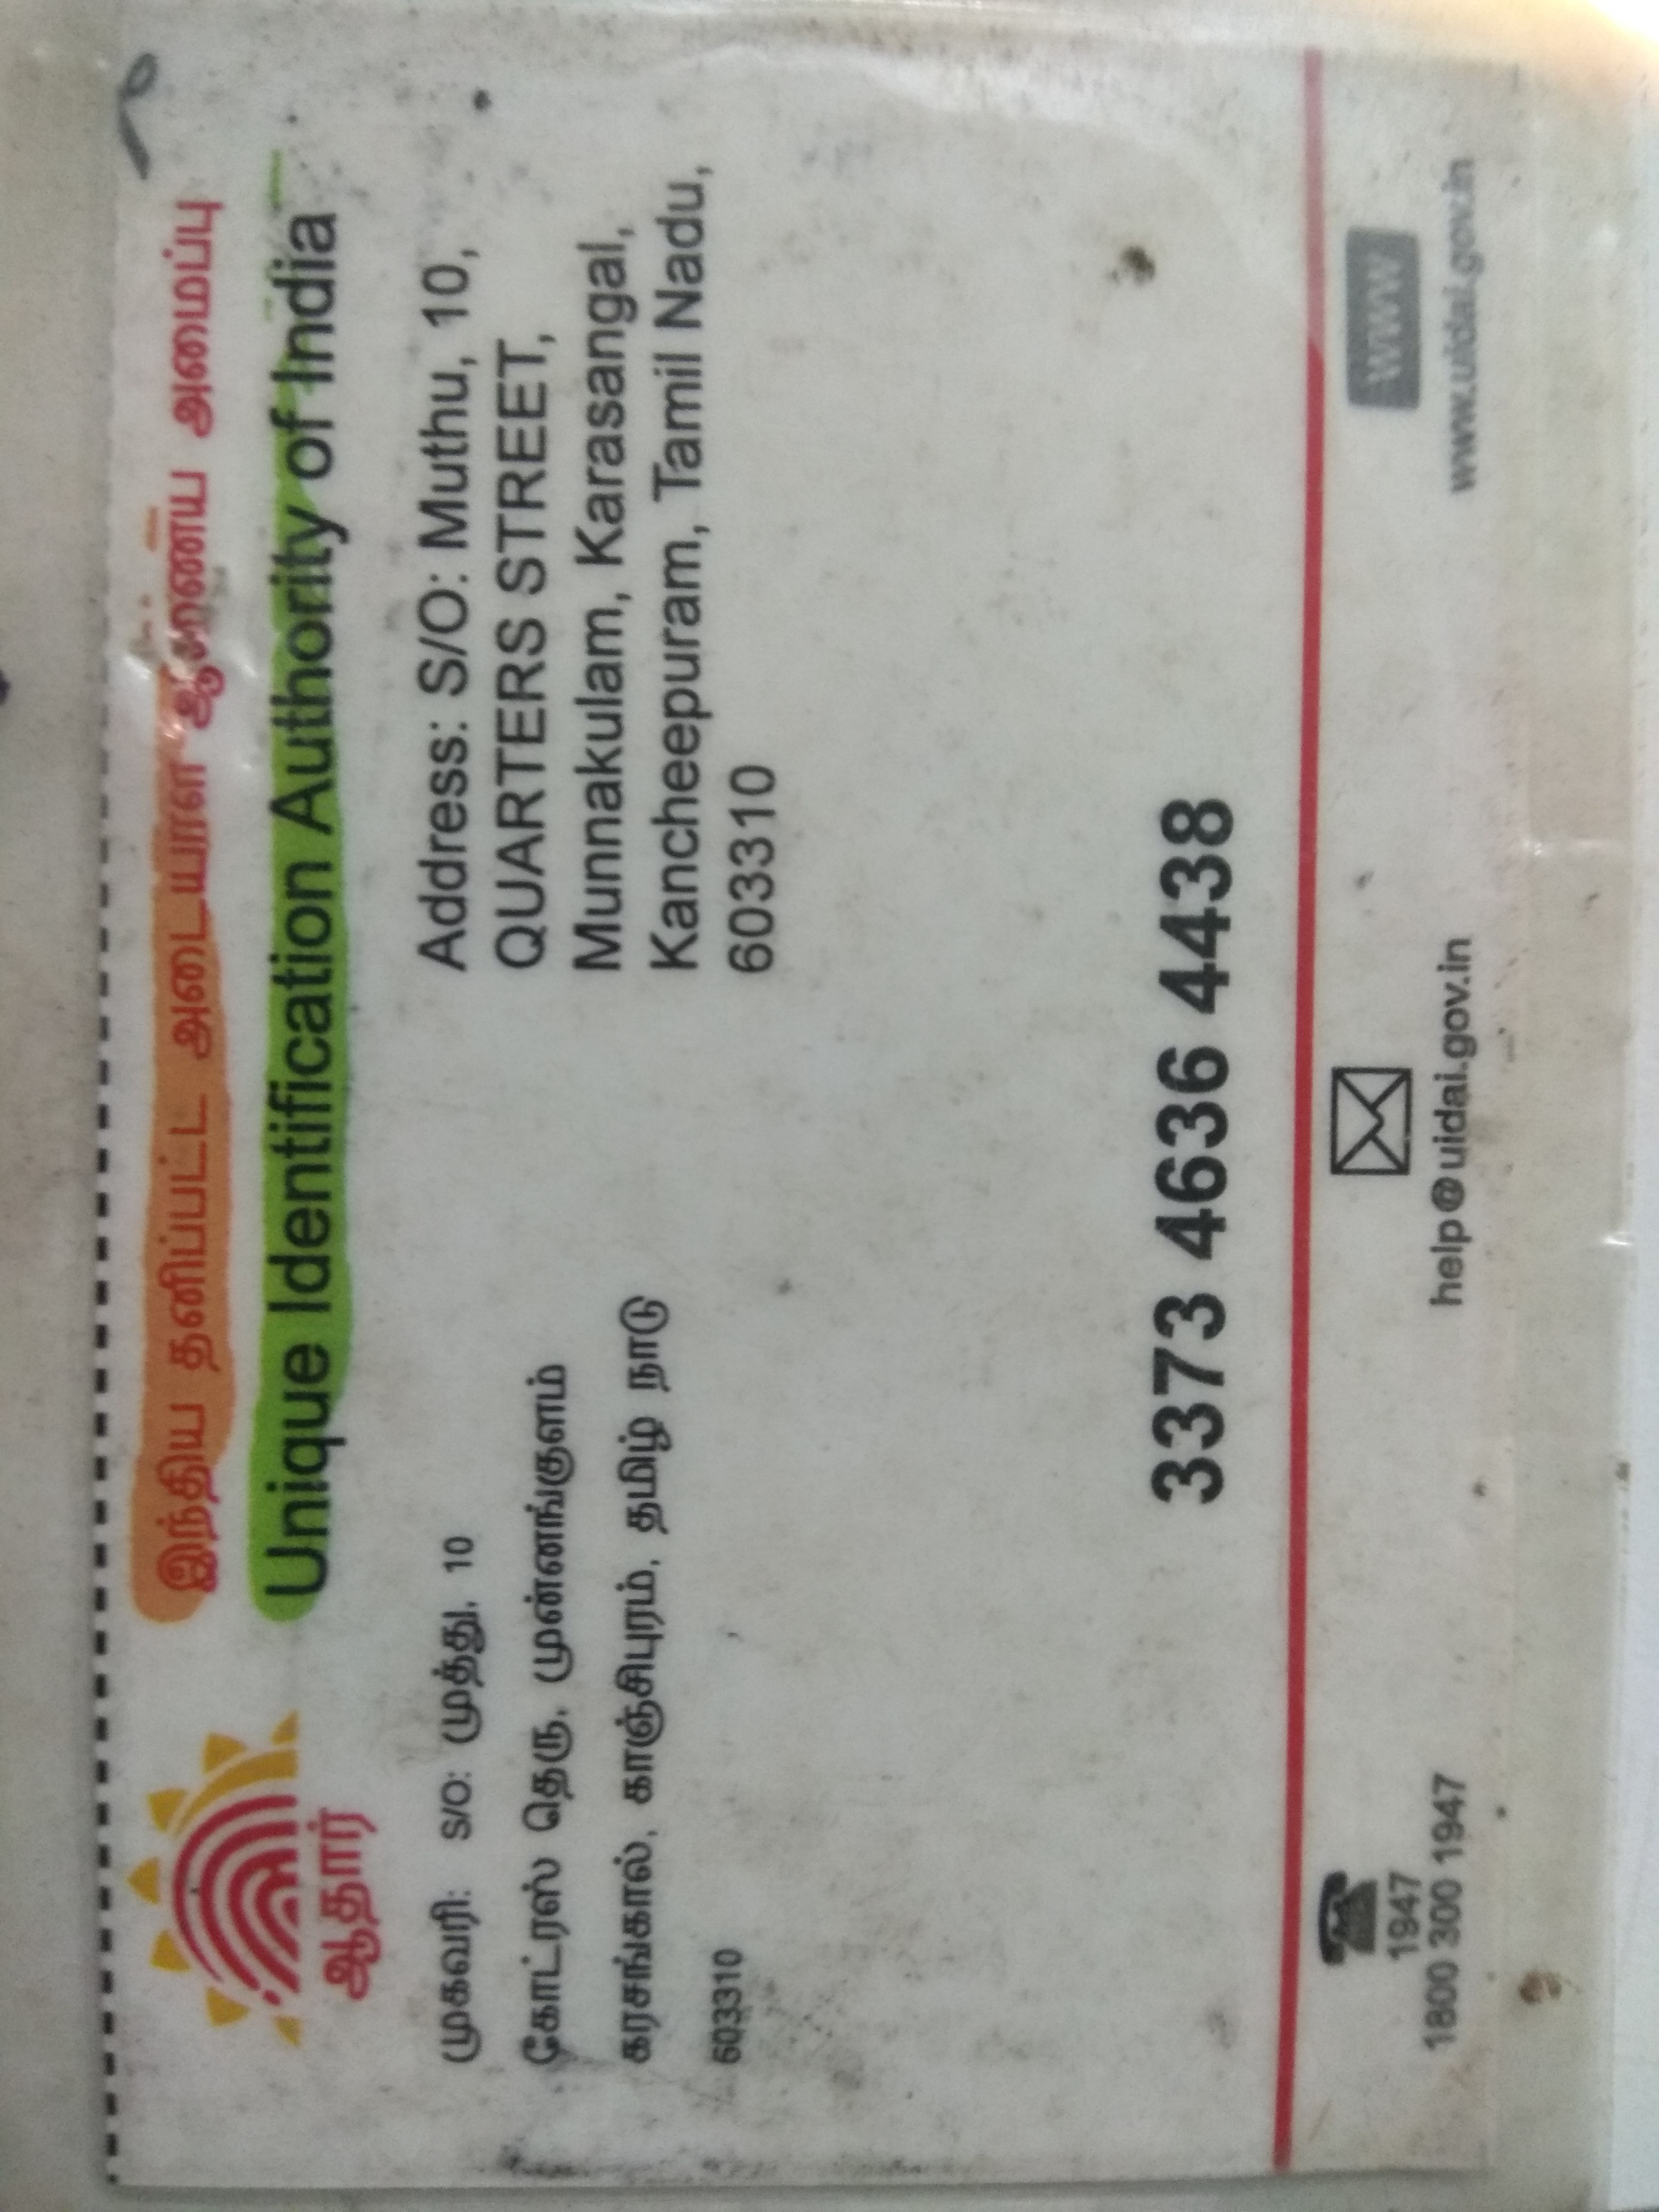 இந்திய தனிப்பட்ட அடையாள ஆணைய அமைப்பு
Unique Identification Authority of India
ஆதார்
முகவரி: S/O: முத்து, 10
கோட்ரஸ் தெரு, முன்னங்குளம்
கரசங்கால், காஞ்சிபுரம், தமிழ் நாடு
603310
Address: S/O: Muthu, 10,
QUARTERS STREET,
Munnakulam, Karasangal,
Kancheepuram, Tamil Nadu,
603310
3373 4636 4438
1947
1800 300 1947
help@uidai.gov.in
www
www.uidai.gov.in